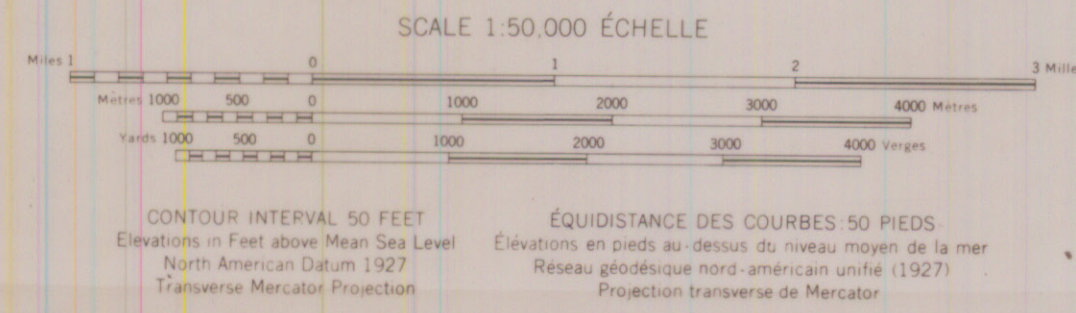 SCALE 1:50,000 ÉCHELLE
Miles 1 0 1 2 3 Mille
Mètres 1000 500 0 1000 2000 3000 4000 Mètres
Yards 1000 500 0 1000 2000 3000 4000 Verges
CONTOUR INTERVAL 50 FEET
Elevations in Feet above Mean Sea Level
North American Datum 1927
Transverse Mercator Projection
ÉQUIDISTANCE DES COURBES: 50 PIEDS
Élévations en pieds au-dessus du niveau moyen de la mer
Réseau géodésique nord-américain unifié (1927)
Projection transverse de Mercator